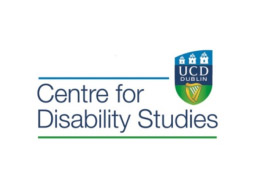 UCD
DUBLIN
Centre for
Disability Studies